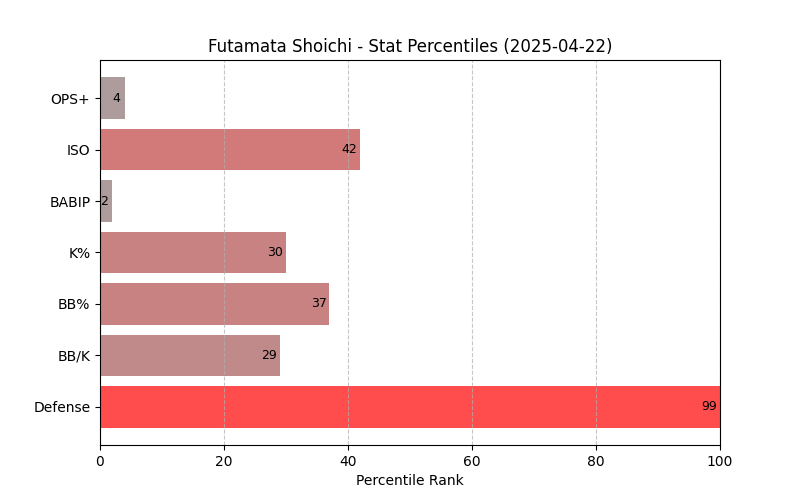 Futamata Shoichi - Stat Percentiles (2025-04-22)
OPS+ 4
ISO 42
BABIP 2
K% 30
BB% 37
BB/K 29
Defense 99
0 20 40 60 80 100
Percentile Rank